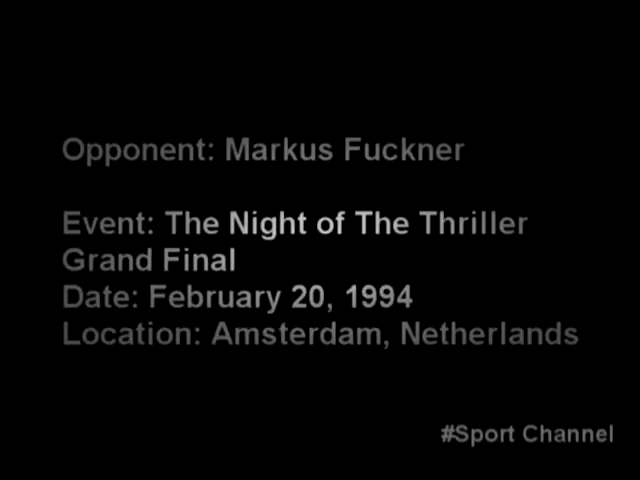 Opponent: Markus Fuckner
Event: The Night of The Thriller
Grand Final
Date: February 20, 1994
Location: Amsterdam, Netherlands
#Sport Channel